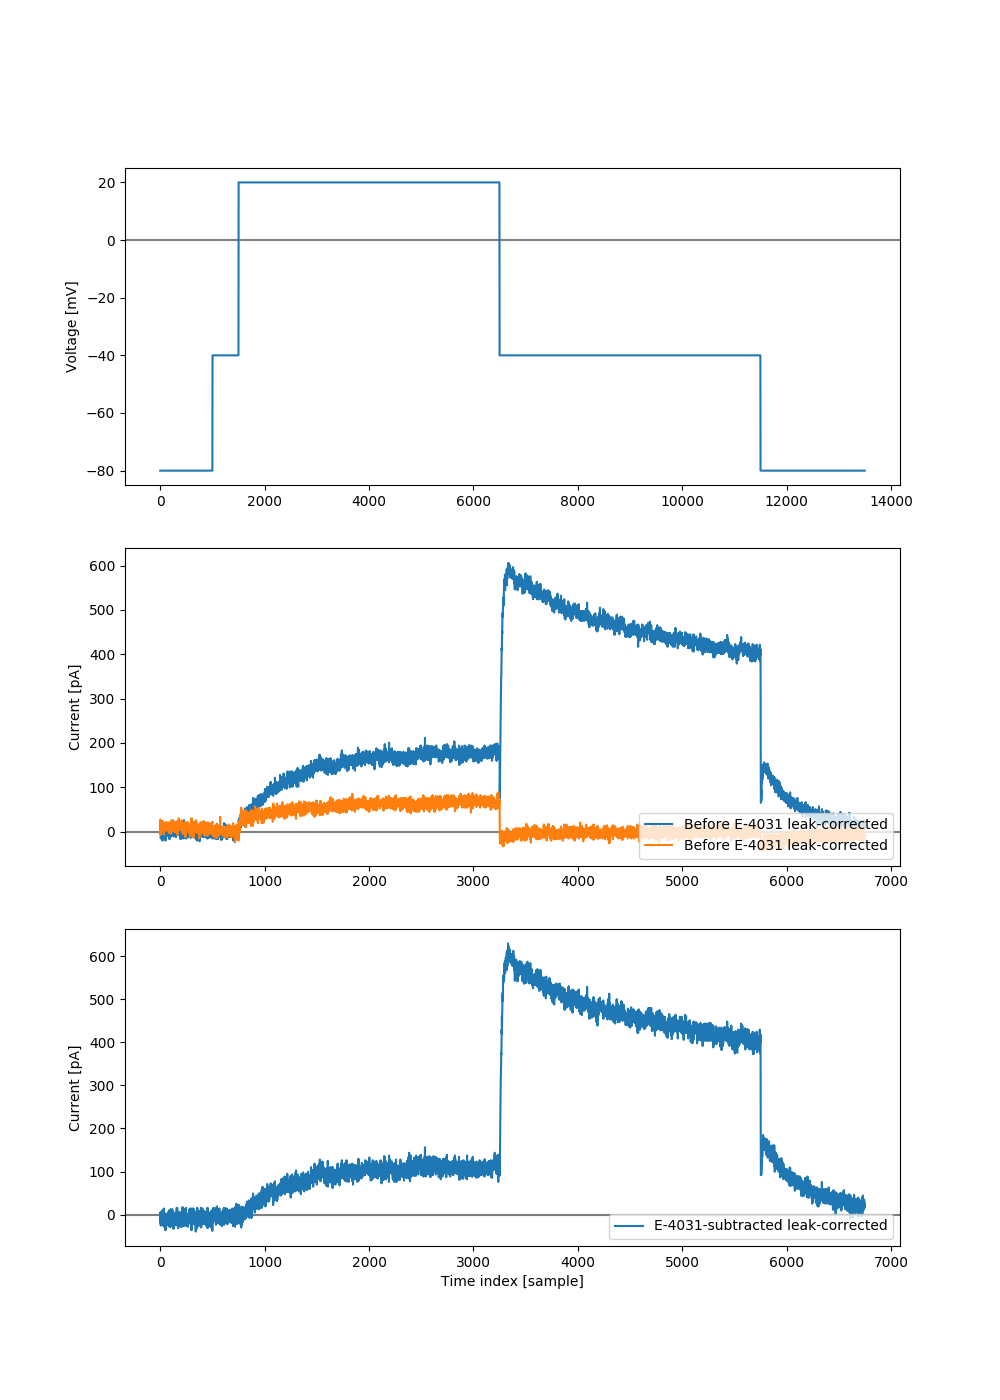 20
0
−20
−40
−60
−80
Voltage [mV]
0 2000 4000 6000 8000 10000 12000 14000
600
500
400
300
200
100
0
Current [pA]
Before E-4031 leak-corrected
Before E-4031 leak-corrected
0 1000 2000 3000 4000 5000 6000 7000
600
500
400
300
200
100
0
Current [pA]
E-4031-subtracted leak-corrected
0 1000 2000 3000 4000 5000 6000 7000
Time index [sample]